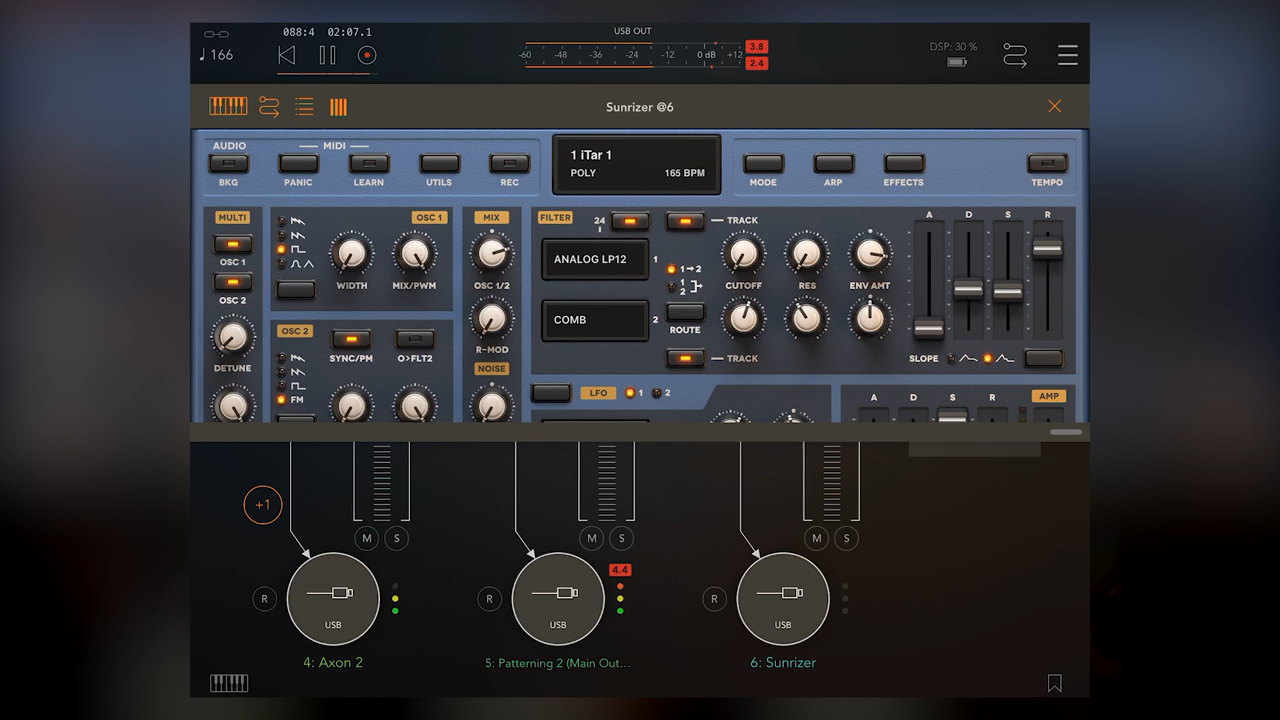 USB OUT
088:4 02:07.1
♩166
-60 -48 -36 -24 -12 0 dB +12
3.8
2.4
DSP: 30 %
Sunrizer @6
AUDIO
MIDI
BKG
PANIC
LEARN
UTILS
REC
1 iTar 1
POLY 165 BPM
MODE
ARP
EFFECTS
TEMPO
MULTI
OSC 1
OSC 2
DETUNE
OSC 1
WIDTH
MIX/PWM
OSC 2
SYNC/PM
O>FLT2
FM
MIX
OSC 1/2
R-MOD
NOISE
FILTER
24
TRACK
ANALOG LP12
1
1→2
1
2
COMB
2
ROUTE
TRACK
CUTOFF
RES
ENV AMT
A D S R
SLOPE
LFO
1
2
A D S R
AMP
+1
M S
M S
M S
R
USB
4: Axon 2
R
4.4
USB
5: Patterning 2 (Main Out...
R
USB
6: Sunrizer